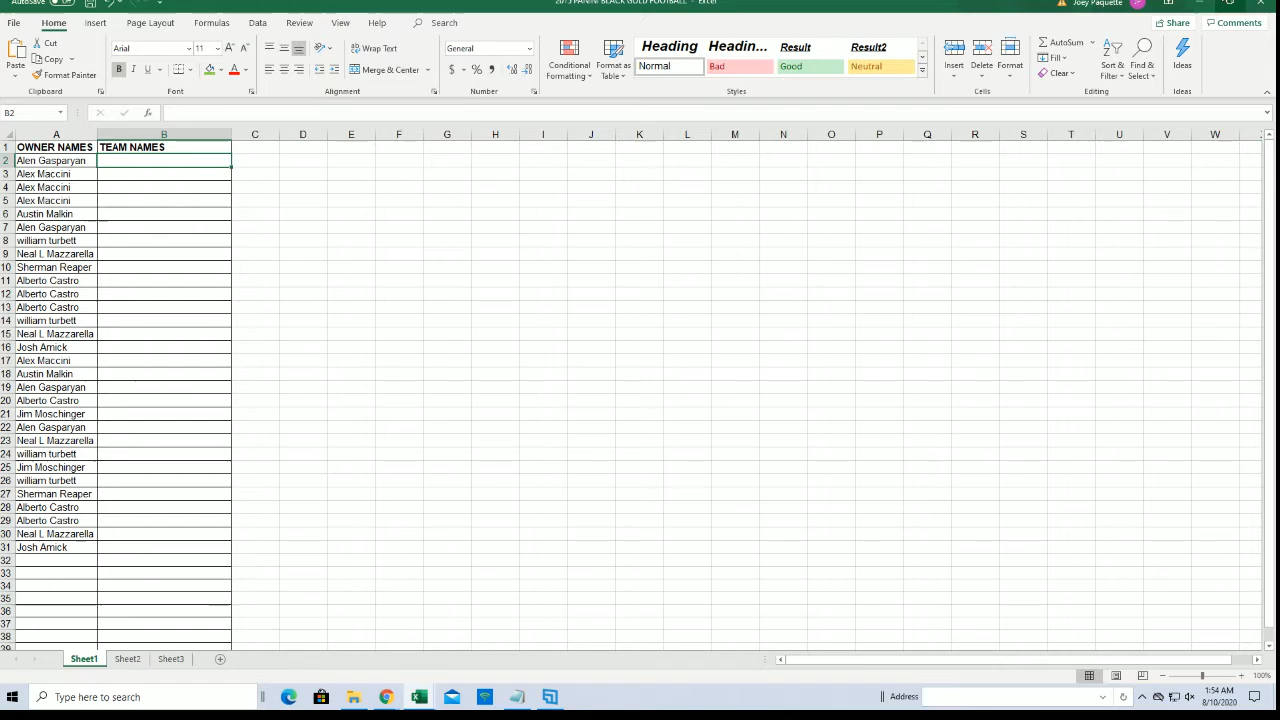 AutoSave
2015 PANINI BLACK GOLD FOOTBALL - Excel
Joey Paquette JP
File Home Insert Page Layout Formulas Data Review View Help Search
Share Comments
Paste
Cut
Copy
Format Painter
Arial 11
Wrap Text
Merge & Center
General
Conditional Formatting
Format as Table
Heading Headin... Result Result2
Normal Bad Good Neutral
Insert Delete Format
AutoSum
Fill
Clear
Sort & Filter
Find & Select
Ideas
Clipboard Font Alignment Number Styles Cells Editing Ideas
B2
A B C D E F G H I J K L M N O P Q R S T U V W
1 OWNER NAMES TEAM NAMES
2 Alen Gasparyan
3 Alex Maccini
4 Alex Maccini
5 Alex Maccini
6 Austin Malkin
7 Alen Gasparyan
8 william turbett
9 Neal L Mazzarella
10 Sherman Reaper
11 Alberto Castro
12 Alberto Castro
13 Alberto Castro
14 william turbett
15 Neal L Mazzarella
16 Josh Amick
17 Alex Maccini
18 Austin Malkin
19 Alen Gasparyan
20 Alberto Castro
21 Jim Moschinger
22 Alen Gasparyan
23 Neal L Mazzarella
24 william turbett
25 Jim Moschinger
26 william turbett
27 Sherman Reaper
28 Alberto Castro
29 Alberto Castro
30 Neal L Mazzarella
31 Josh Amick
32
33
34
35
36
37
38
39
Sheet1 Sheet2 Sheet3
100%
Type here to search
Address
1:54 AM
8/10/2020